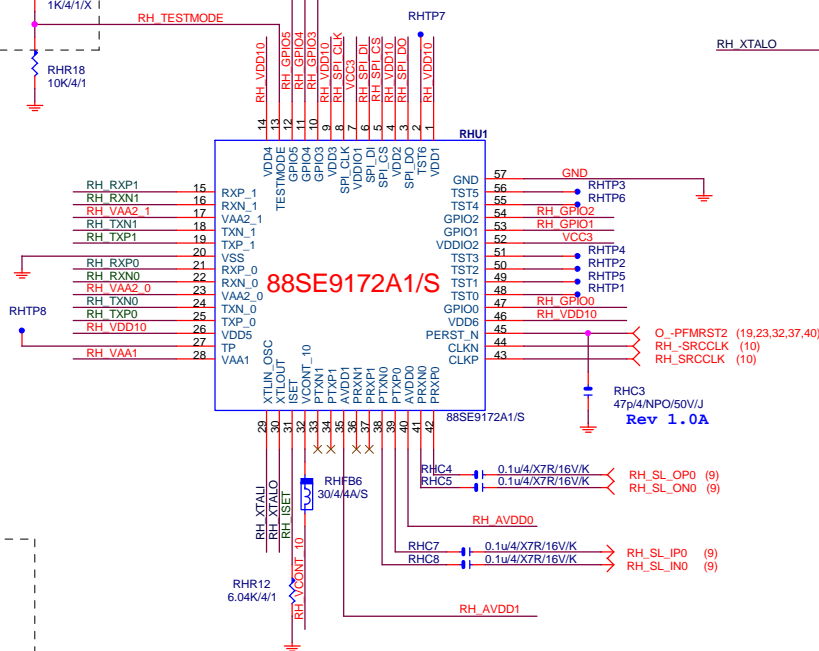 1K/4/1/X
RH_TESTMODE
RHR18
10K/4/1
RHTP7
RH_XTALO
RH_VDD10
RH_GPIO5
RH_GPIO4
RH_GPIO3
RH_VDD10
RH_SPI_CLK
VCC3
RH_SPI_DI
RH_SPI_CS
RH_VDD10
RH_SPI_DO
RH_VDD10
14 13 12 11 10 9 8 7 6 5 4 3 2 1
RHU1
VDD4
TESTMODE
GPIO5
GPIO4
GPIO3
VDD3
SPI_CLK
VDDIO1
SPI_DI
SPI_CS
VDD2
SPI_DO
TST6
VDD1
RH_RXP1 15 RXP_1
RH_RXN1 16 RXN_1
RH_VAA2_1 17 VAA2_1
RH_TXN1 18 TXN_1
RH_TXP1 19 TXP_1
20 VSS
RH_RXP0 21 RXP_0
RH_RXN0 22 RXN_0
RH_VAA2_0 23 VAA2_0
RH_TXN0 24 TXN_0
RH_TXP0 25 TXP_0
RH_VDD10 26 VDD5
RHTP8
27 TP
RH_VAA1 28 VAA1
88SE9172A1/S
GND 57 GND
TST5 56 RHTP3
TST4 55 RHTP6
GPIO2 54 RH_GPIO2
GPIO1 53 RH_GPIO1
VDDIO2 52 VCC3
TST3 51 RHTP4
TST2 50 RHTP2
TST1 49 RHTP5
TST0 48 RHTP1
GPIO0 47 RH_GPIO0
VDD6 46 RH_VDD10
PERST_N 45 O_-PFMRST2 (19,23,32,37,40)
CLKN 44 RH_-SRCCLK (10)
CLKP 43 RH_SRCCLK (10)
XTLIN_OSC
XTLOUT
ISET
VCONT_10
PTXN1
PTXP1
AVDD1
PRXN1
PRXP1
PTXN0
PTXP0
AVDD0
PRXN0
PRXP0
29 30 31 32 33 34 35 36 37 38 39 40 41 42
88SE9172A1/S
RHC3
47p/4/NPO/50V/J
Rev 1.0A
RHC4 0.1u/4/X7R/16V/K RH_SL_OP0 (9)
RHC5 0.1u/4/X7R/16V/K RH_SL_ON0 (9)
RHFB6
30/4/4A/S
RH_XTALI
RH_XTALO
RH_ISET
RH_VCONT_10
RH_AVDD0
RHC7 0.1u/4/X7R/16V/K RH_SL_IP0 (9)
RHC8 0.1u/4/X7R/16V/K RH_SL_IN0 (9)
RHR12
6.04K/4/1
RH_AVDD1